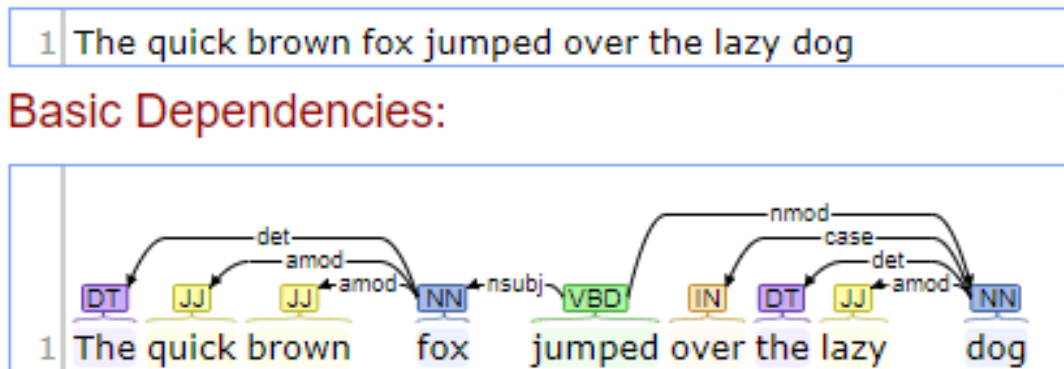 1 The quick brown fox jumped over the lazy dog
Basic Dependencies:
nmod
det case
amod det
amod nsubj amod
DT JJ JJ NN VBD IN DT JJ NN
1 The quick brown fox jumped over the lazy dog